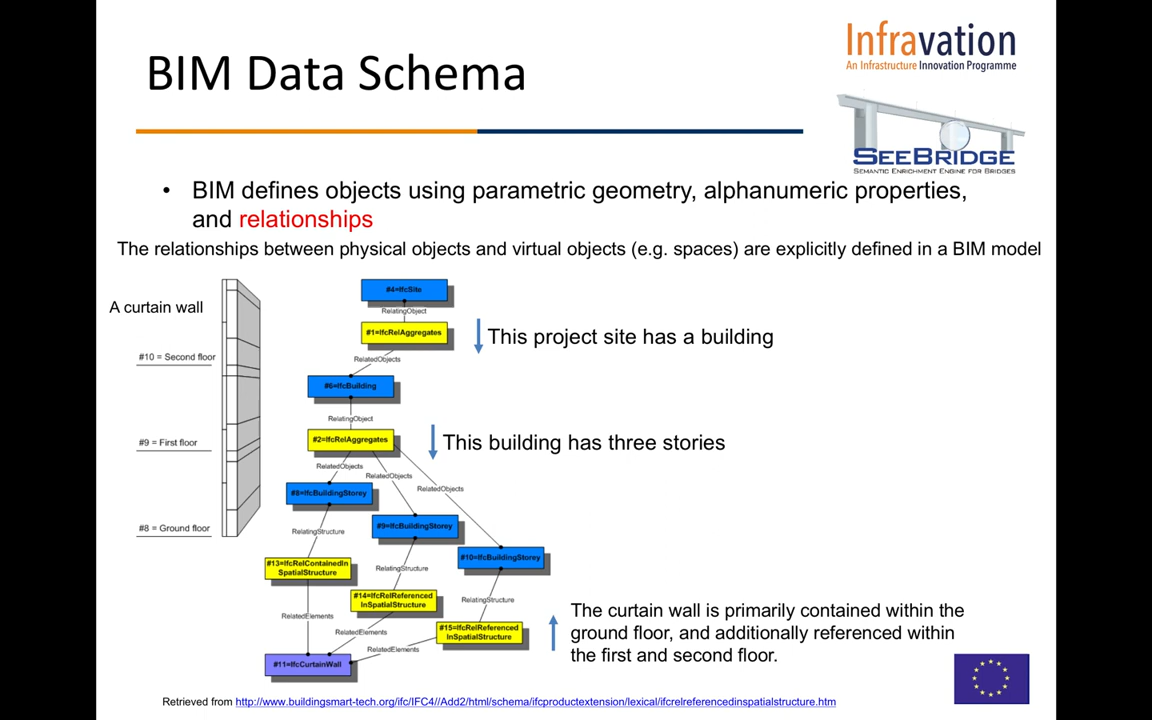 BIM Data Schema
Infravation
An Infrastructure Innovation Programme
SEEBRIDGE
SEMANTIC ENRICHMENT ENGINE FOR BRIDGES
• BIM defines objects using parametric geometry, alphanumeric properties,
and relationships
The relationships between physical objects and virtual objects (e.g. spaces) are explicitly defined in a BIM model
A curtain wall
#10 = Second floor
#9 = First floor
#8 = Ground floor
#4=IfcSite
RelatingObject
#1=IfcRelAggregates
This project site has a building
RelatedObjects
#6=IfcBuilding
RelatingObject
#2=IfcRelAggregates
This building has three stories
RelatedObjects
RelatedObjects
RelatedObjects
#8=IfcBuildingStorey
#9=IfcBuildingStorey
#10=IfcBuildingStorey
RelatingStructure
RelatingStructure
RelatingStructure
#13=IfcRelContainedIn
SpatialStructure
#14=IfcRelReferenced
InSpatialStructure
#15=IfcRelReferenced
InSpatialStructure
RelatedElements
RelatedElements
RelatedElements
#11=IfcCurtainWall
The curtain wall is primarily contained within the
ground floor, and additionally referenced within
the first and second floor.
Retrieved from http://www.buildingsmart-tech.org/ifc/IFC4//Add2/html/schema/ifcproductextension/lexical/ifcrelreferencedinspatialstructure.htm